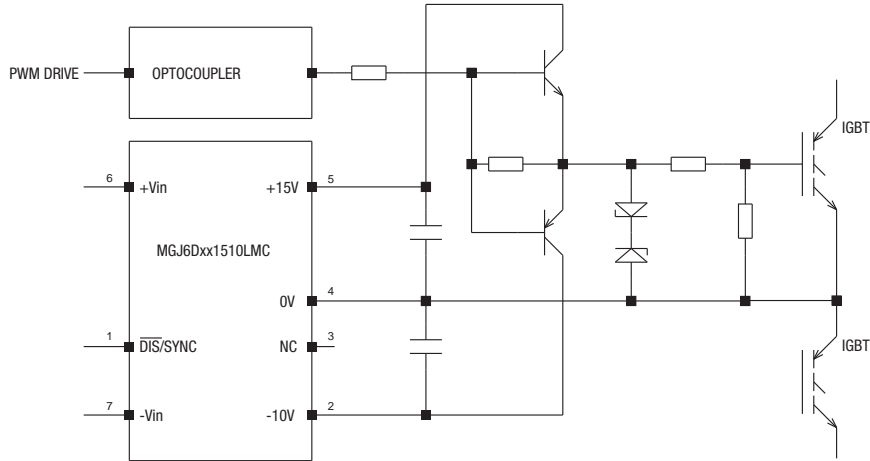 PWM DRIVE
OPTOCOUPLER
IGBT
6
+Vin
+15V
5
MGJ6Dxx1510LMC
0V
4
1
DIS/SYNC
NC
3
IGBT
7
-Vin
-10V
2